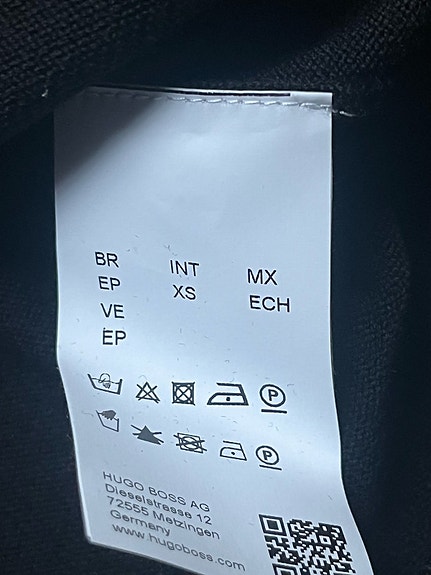 BR INT MX
EP XS ECH
VE
EP
P
P
HUGO BOSS AG
Dieselstrasse 12
72555 Metzingen
Germany
www.hugoboss.com